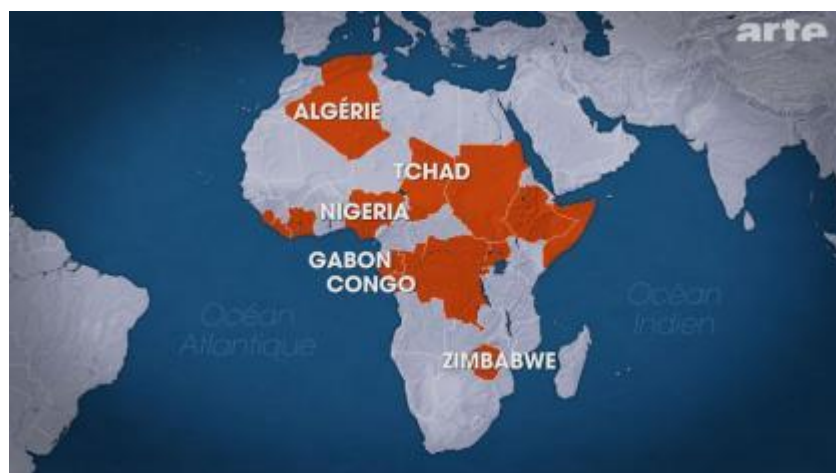 arte
ALGÉRIE
TCHAD
NIGERIA
GABON
CONGO
Océan
Atlantique
Océan
Indien
ZIMBABWE